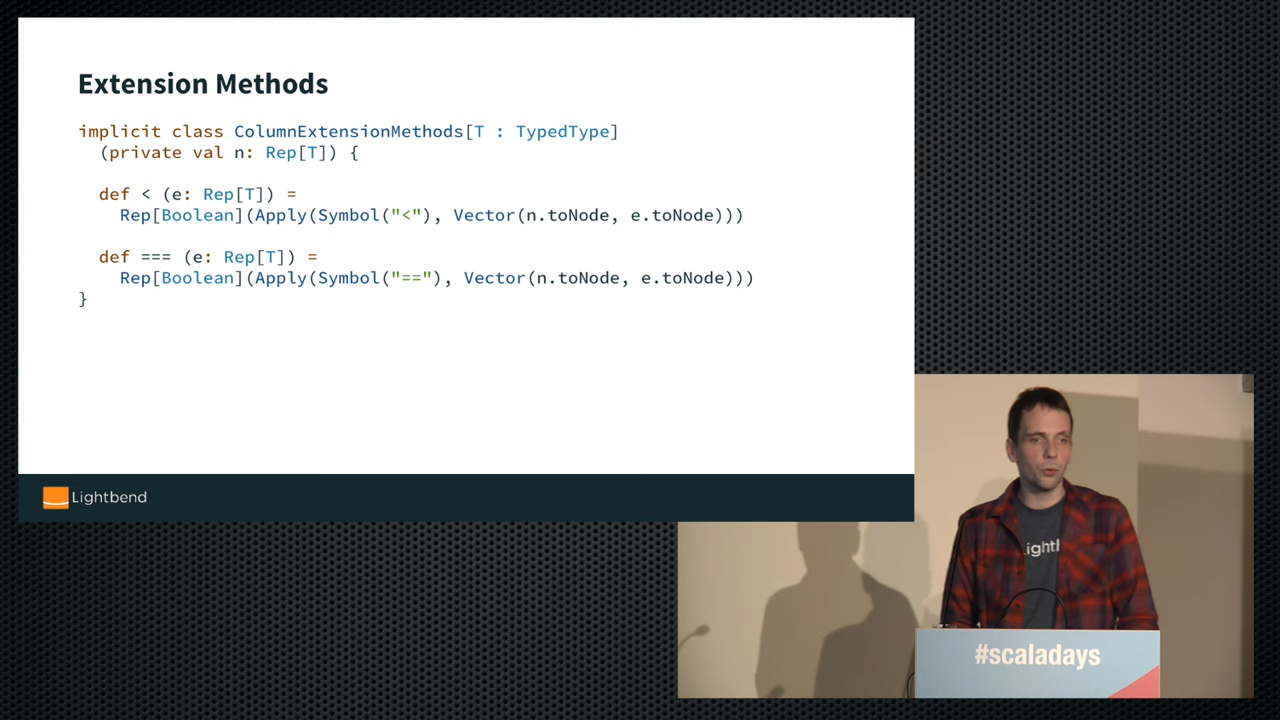 Extension Methods
implicit class ColumnExtensionMethods[T : TypedType]
(private val n: Rep[T]) {
def < (e: Rep[T]) =
Rep[Boolean](Apply(Symbol("<"), Vector(n.toNode, e.toNode)))
def === (e: Rep[T]) =
Rep[Boolean](Apply(Symbol("=="), Vector(n.toNode, e.toNode)))
}
Lightbend
#scaladays